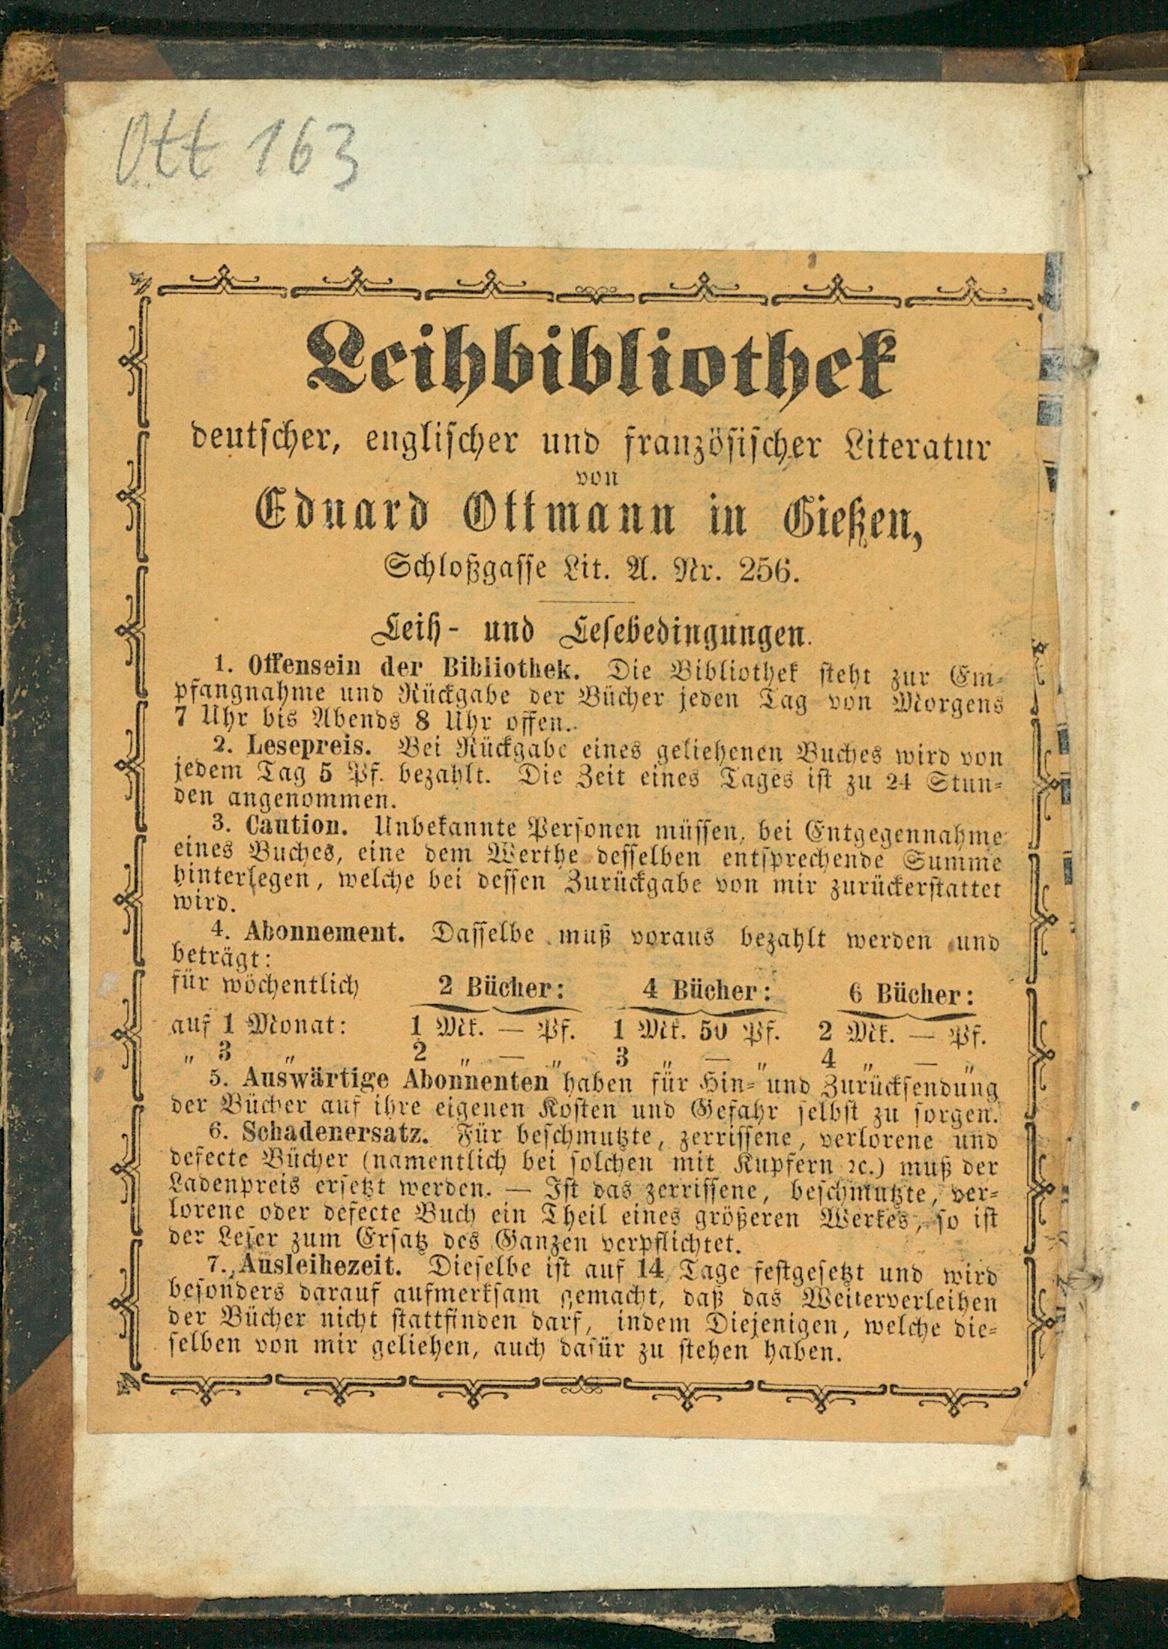 Ott 163
Leihbibliothek
deutscher, englischer und französischer Literatur
von
Eduard Ottmann in Gießen,
Schloßgasse Lit. A. Nr. 256.
Leih- und Lesebedingungen.
1. Offensein der Bibliothek. Die Bibliothek steht zur Em-
pfangnahme und Rückgabe der Bücher jeden Tag von Morgens
7 Uhr bis Abends 8 Uhr offen.
2. Lesepreis. Bei Rückgabe eines geliehenen Buches wird von
jedem Tag 5 Pf. bezahlt. Die Zeit eines Tages ist zu 24 Stun-
den angenommen.
3. Caution. Unbekannte Personen müssen, bei Entgegennahme
eines Buches, eine dem Werthe desselben entsprechende Summe
hinterlegen, welche bei dessen Zurückgabe von mir zurückerstattet
wird.
4. Abonnement. Dasselbe muß voraus bezahlt werden und
beträgt:
für wöchentlich 2 Bücher: 4 Bücher: 6 Bücher:
auf 1 Monat: 1 Mk. — Pf. 1 Mk. 50 Pf. 2 Mk. — Pf.
„ 3 „ 2 „ — „ 3 „ — „ 4 „ — „
5. Auswärtige Abonnenten haben für Hin- und Zurücksendung
der Bücher auf ihre eigenen Kosten und Gefahr selbst zu sorgen.
6. Schadenersatz. Für beschmutzte, zerrissene, verlorene und
defecte Bücher (namentlich bei solchen mit Kupfern ꝛc.) muß der
Ladenpreis ersetzt werden. — Ist das zerrissene, beschmutzte, ver-
lorene oder defecte Buch ein Theil eines größeren Werkes, so ist
der Leser zum Ersatz des Ganzen verpflichtet.
7. Ausleihezeit. Dieselbe ist auf 14 Tage festgesetzt und wird
besonders darauf aufmerksam gemacht, daß das Weiterverleihen
der Bücher nicht stattfinden darf, indem Diejenigen, welche die-
selben von mir geliehen, auch dafür zu stehen haben.